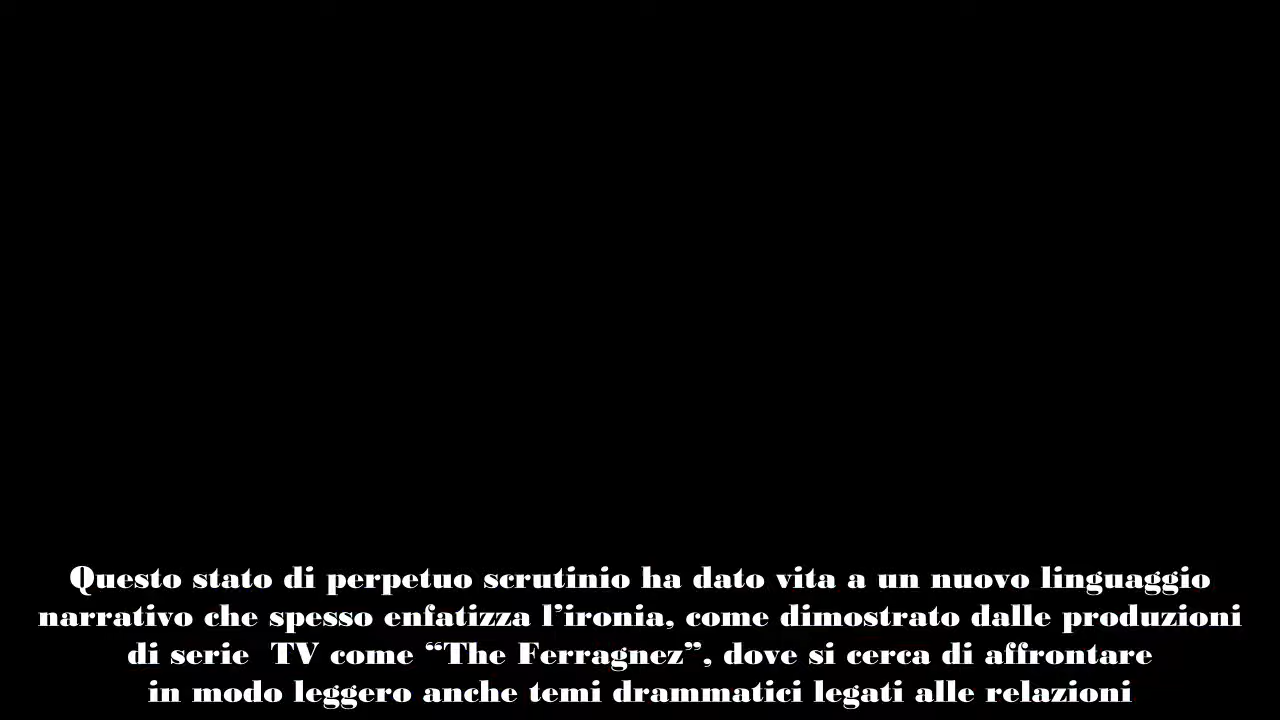 Questo stato di perpetuo scrutinio ha dato vita a un nuovo linguaggio
narrativo che spesso enfatizza l’ironia, come dimostrato dalle produzioni
di serie  TV come “The Ferragnez”, dove si cerca di affrontare
in modo leggero anche temi drammatici legati alle relazioni